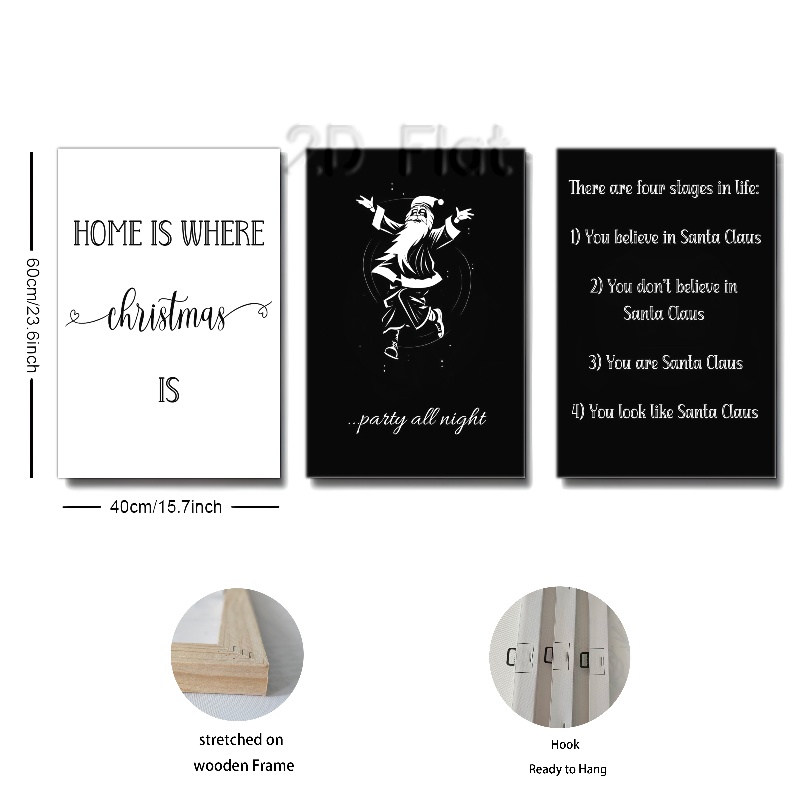 2D Flat
HOME IS WHERE
christmas
IS
...party all night
There are four stages in life:
1) You believe in Santa Claus
2) You don't believe in
Santa Claus
3) You are Santa Claus
4) You look like Santa Claus
60cm/23.6inch
40cm/15.7inch
stretched on
wooden Frame
Hook
Ready to Hang